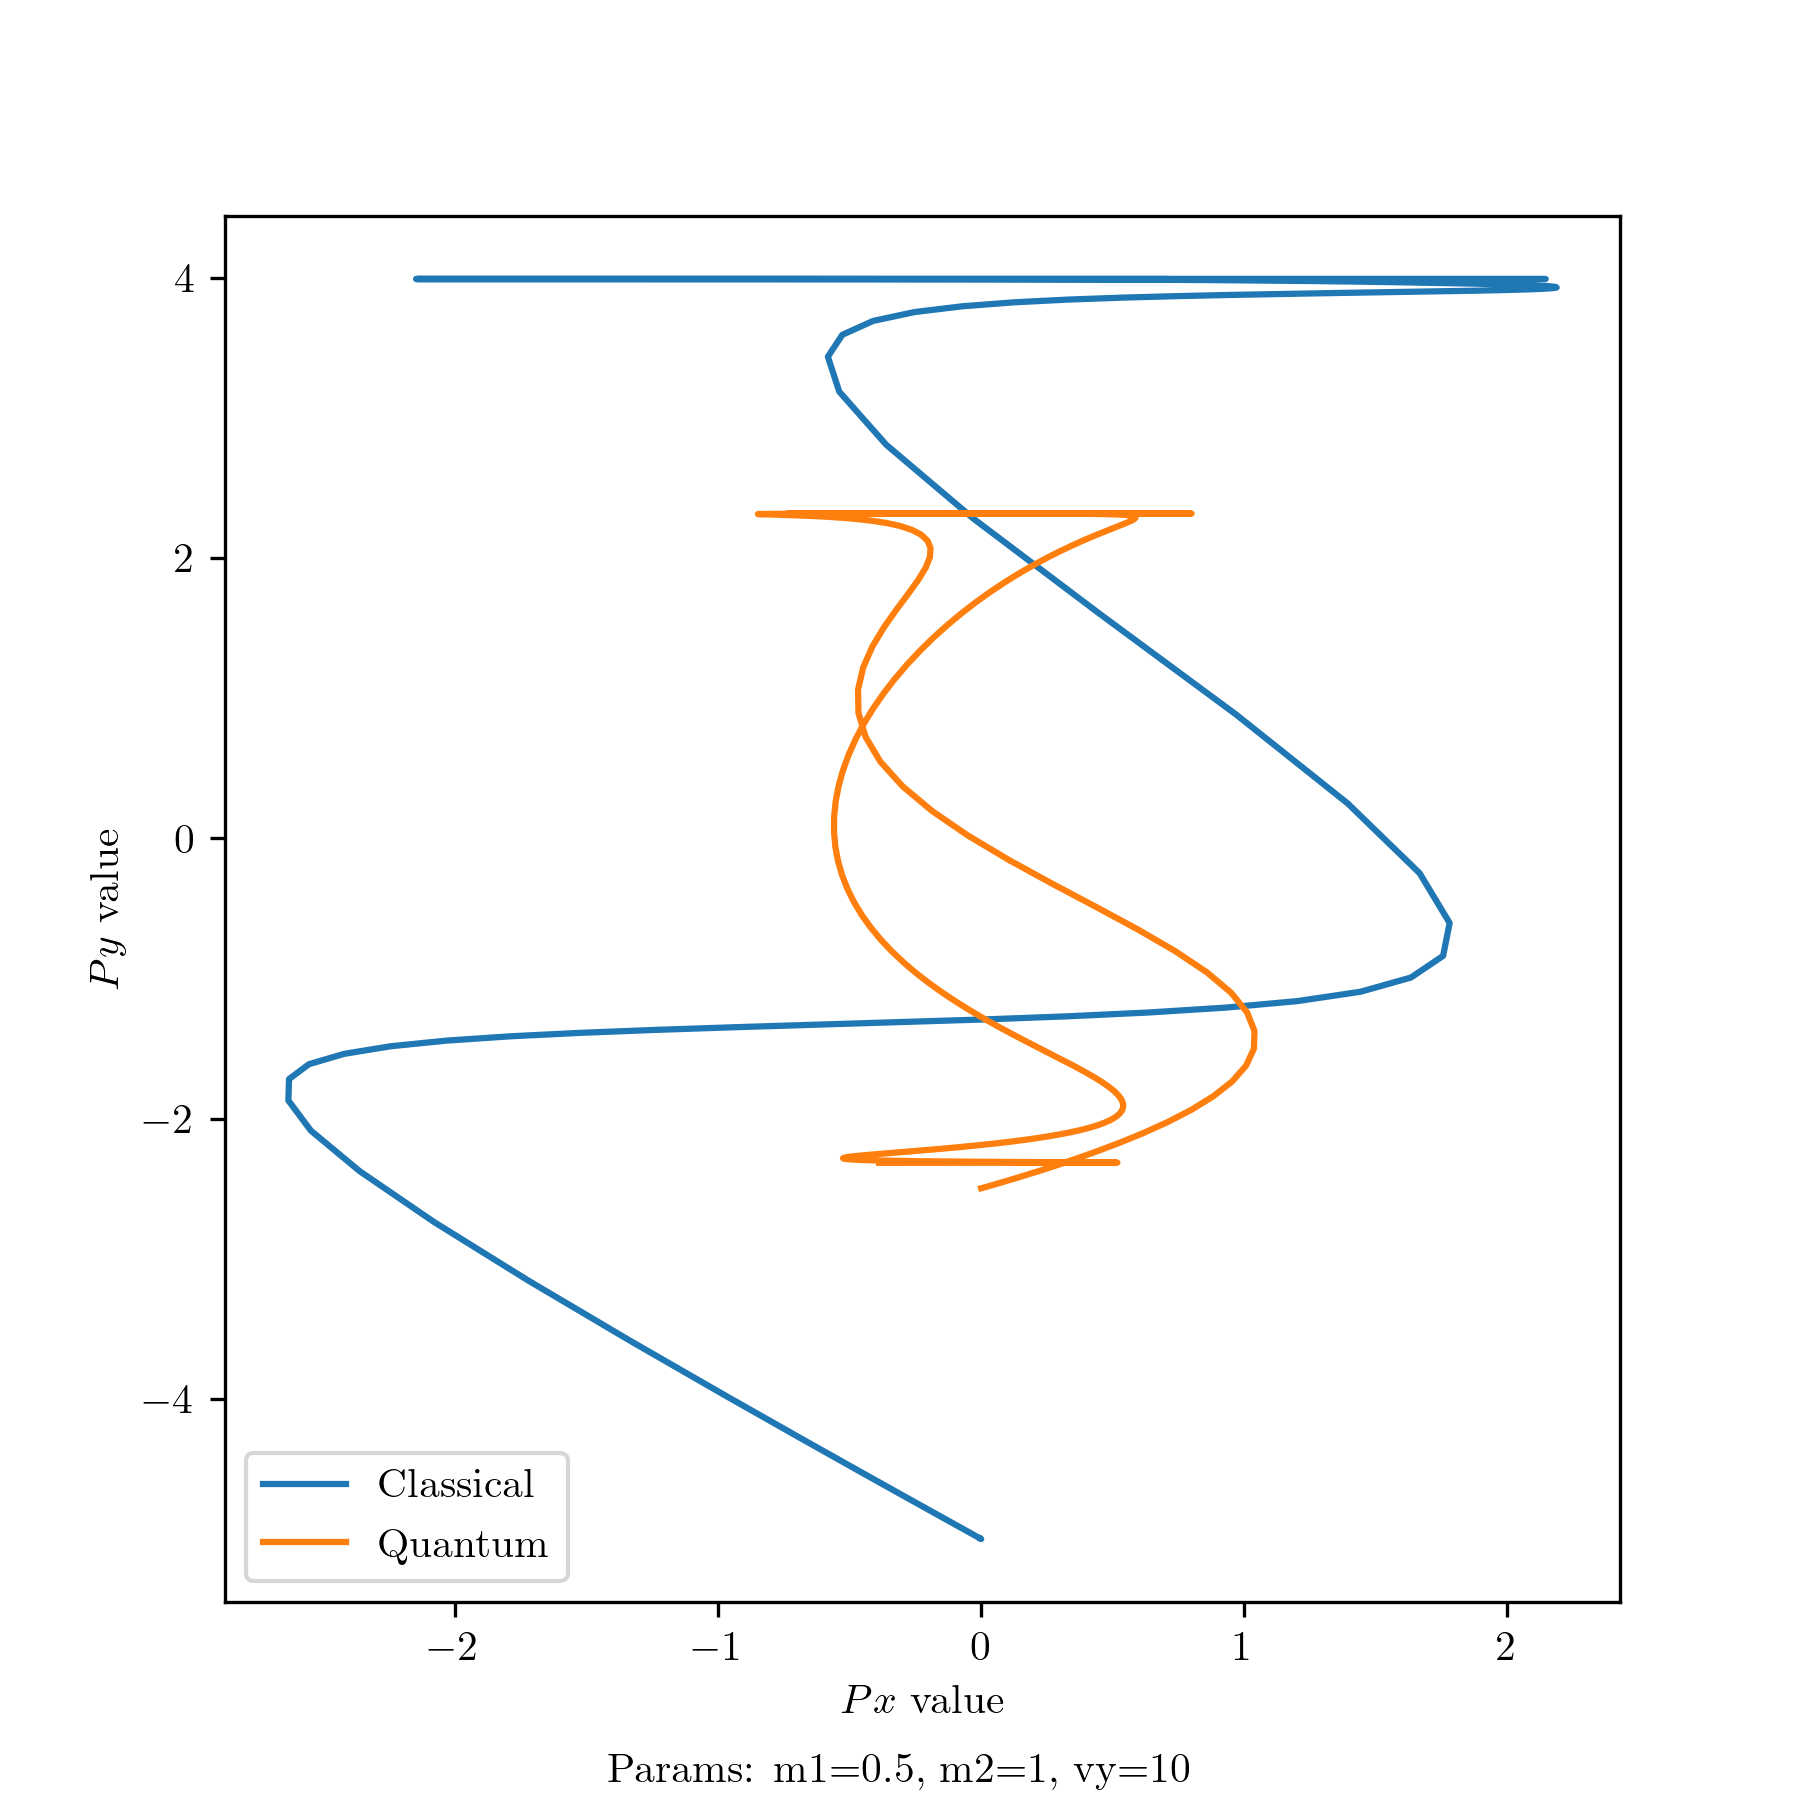 4
2
0
−2
−4
Py value
Classical
Quantum
−2 −1 0 1 2
Px value
Params: m1=0.5, m2=1, vy=10